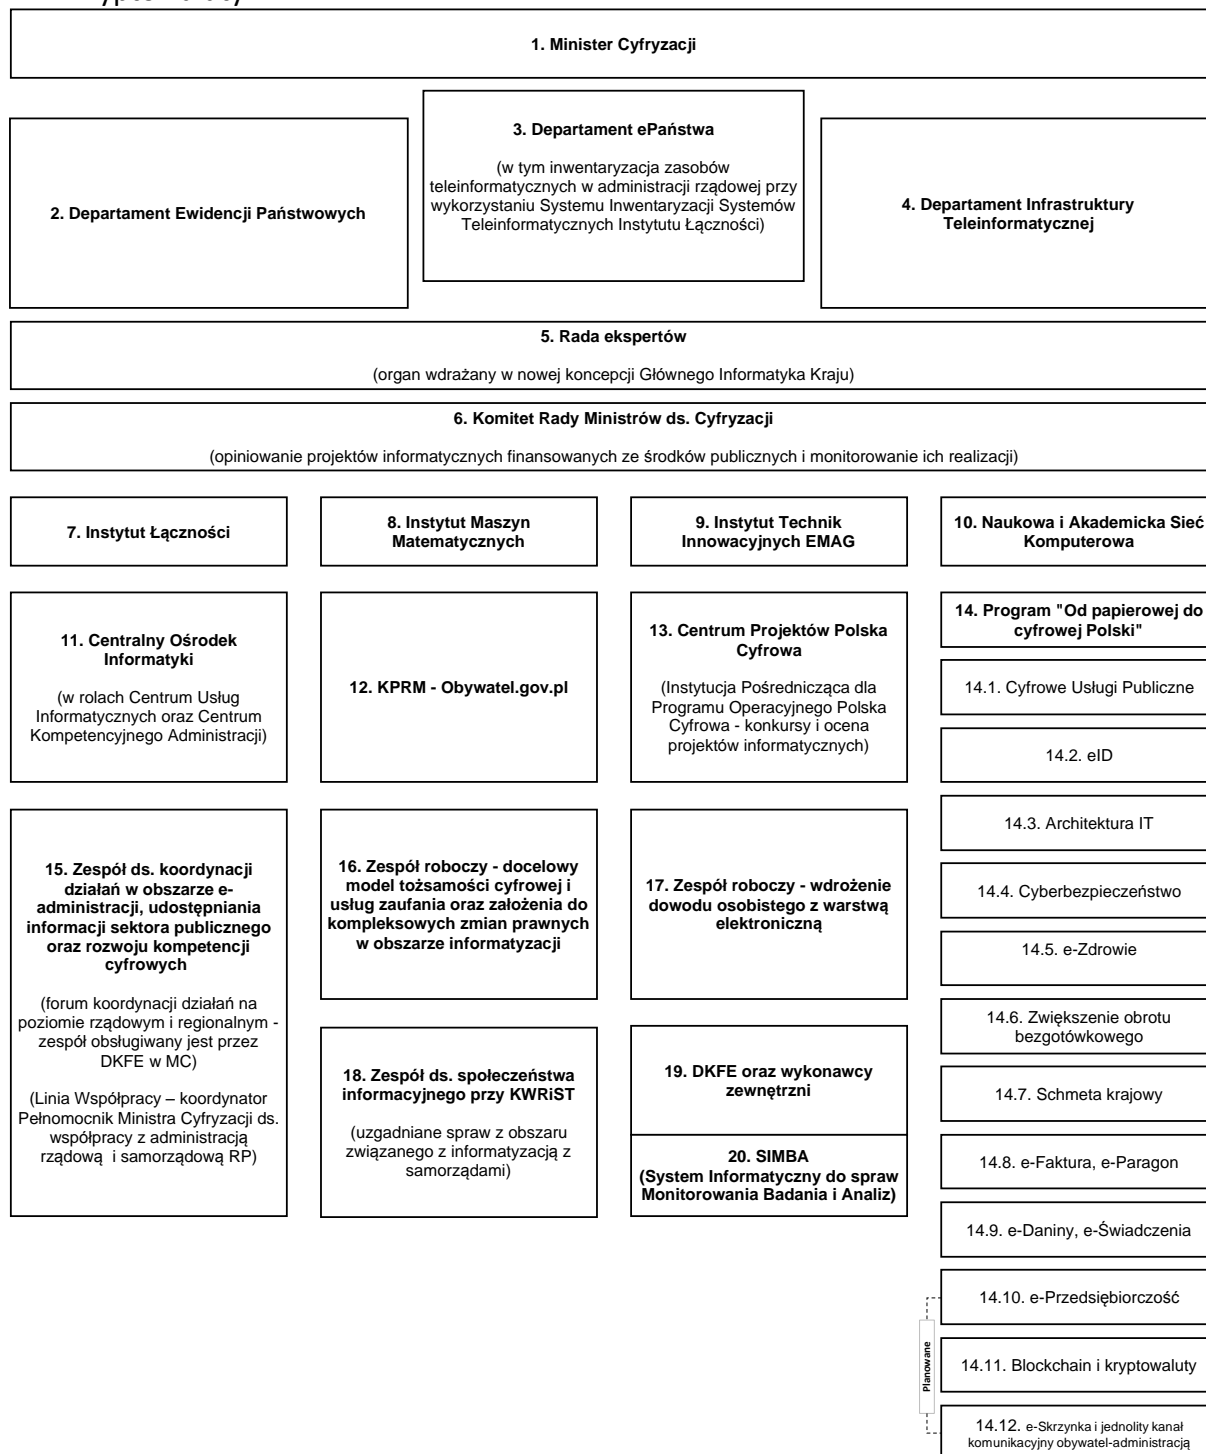 1. Minister Cyfryzacji
2. Departament Ewidencji Państwowych
3. Departament ePaństwa
(w tym inwentaryzacja zasobów
teleinformatycznych w administracji rządowej przy
wykorzystaniu Systemu Inwentaryzacji Systemów
Teleinformatycznych Instytutu Łączności)
4. Departament Infrastruktury
Teleinformatycznej
5. Rada ekspertów
(organ wdrażany w nowej koncepcji Głównego Informatyka Kraju)
6. Komitet Rady Ministrów ds. Cyfryzacji
(opiniowanie projektów informatycznych finansowanych ze środków publicznych i monitorowanie ich realizacji)
7. Instytut Łączności
8. Instytut Maszyn
Matematycznych
9. Instytut Technik
Innowacyjnych EMAG
10. Naukowa i Akademicka Sieć
Komputerowa
11. Centralny Ośrodek
Informatyki
(w rolach Centrum Usług
Informatycznych oraz Centrum
Kompetencyjnego Administracji)
12. KPRM - Obywatel.gov.pl
13. Centrum Projektów Polska
Cyfrowa
(Instytucja Pośrednicząca dla
Programu Operacyjnego Polska
Cyfrowa - konkursy i ocena
projektów informatycznych)
14. Program "Od papierowej do
cyfrowej Polski"
14.1. Cyfrowe Usługi Publiczne
14.2. eID
14.3. Architektura IT
14.4. Cyberbezpieczeństwo
14.5. e-Zdrowie
14.6. Zwiększenie obrotu
bezgotówkowego
14.7. Schmeta krajowy
14.8. e-Faktura, e-Paragon
14.9. e-Daniny, e-Świadczenia
14.10. e-Przedsiębiorczość
14.11. Blockchain i kryptowaluty
14.12. e-Skrzynka i jednolity kanał
komunikacyjny obywatel-administracją
Planowane
15. Zespół ds. koordynacji
działań w obszarze e-
administracji, udostępniania
informacji sektora publicznego
oraz rozwoju kompetencji
cyfrowych
(forum koordynacji działań na
poziomie rządowym i regionalnym -
zespół obsługiwany jest przez
DKFE w MC)
(Linia Współpracy – koordynator
Pełnomocnik Ministra Cyfryzacji ds.
współpracy z administracją
rządową i samorządową RP)
16. Zespół roboczy - docelowy
model tożsamości cyfrowej i
usług zaufania oraz założenia do
kompleksowych zmian prawnych
w obszarze informatyzacji
17. Zespół roboczy - wdrożenie
dowodu osobistego z warstwą
elektroniczną
18. Zespół ds. społeczeństwa
informacyjnego przy KWRiST
(uzgadniane spraw z obszaru
związanego z informatyzacją z
samorządami)
19. DKFE oraz wykonawcy
zewnętrzni
20. SIMBA
(System Informatyczny do spraw
Monitorowania Badania i Analiz)